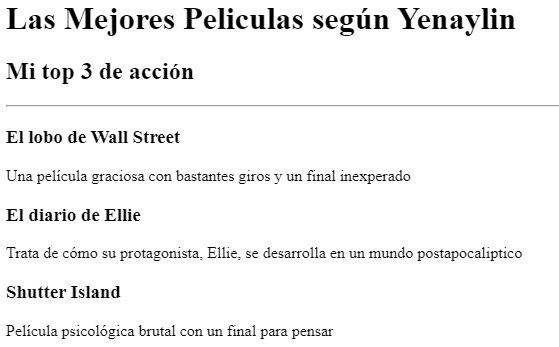 Las Mejores Peliculas según Yenaylin
Mi top 3 de acción
El lobo de Wall Street
Una película graciosa con bastantes giros y un final inexperado
El diario de Ellie
Trata de cómo su protagonista, Ellie, se desarrolla en un mundo postapocaliptico
Shutter Island
Película psicológica brutal con un final para pensar